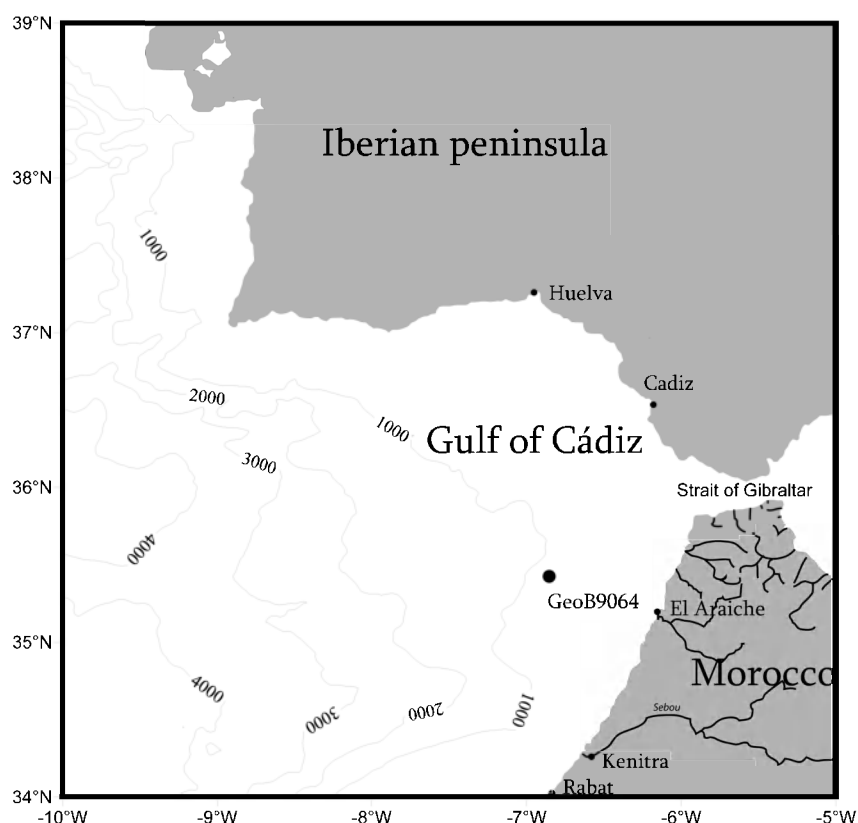 39°N
Iberian peninsula
38°N
1000
Huelva
37°N
Cadiz
2000
1000
Gulf of Cádiz
3000
36°N
Strait of Gibraltar
4000
GeoB9064
El Araiche
35°N
Morocco
4000
3000
2000
1000
Sebou
Kenitra
Rabat
34°N
-10°W
-9°W
-8°W
-7°W
-6°W
-5°W